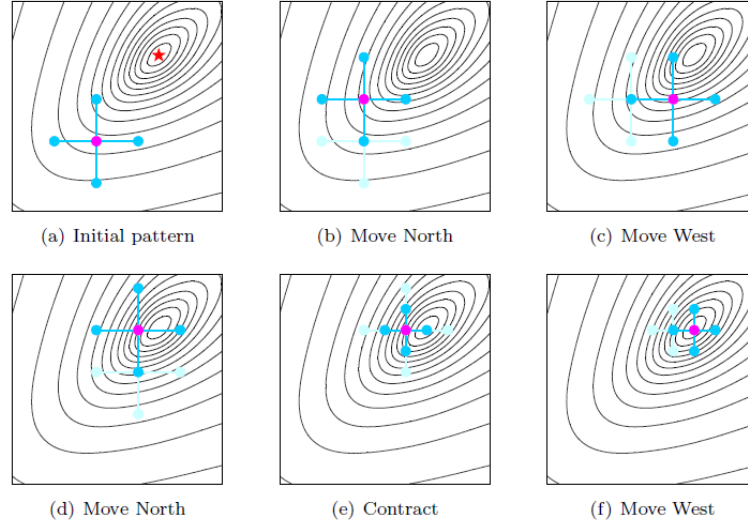 (a) Initial pattern
(b) Move North
(c) Move West
(d) Move North
(e) Contract
(f) Move West